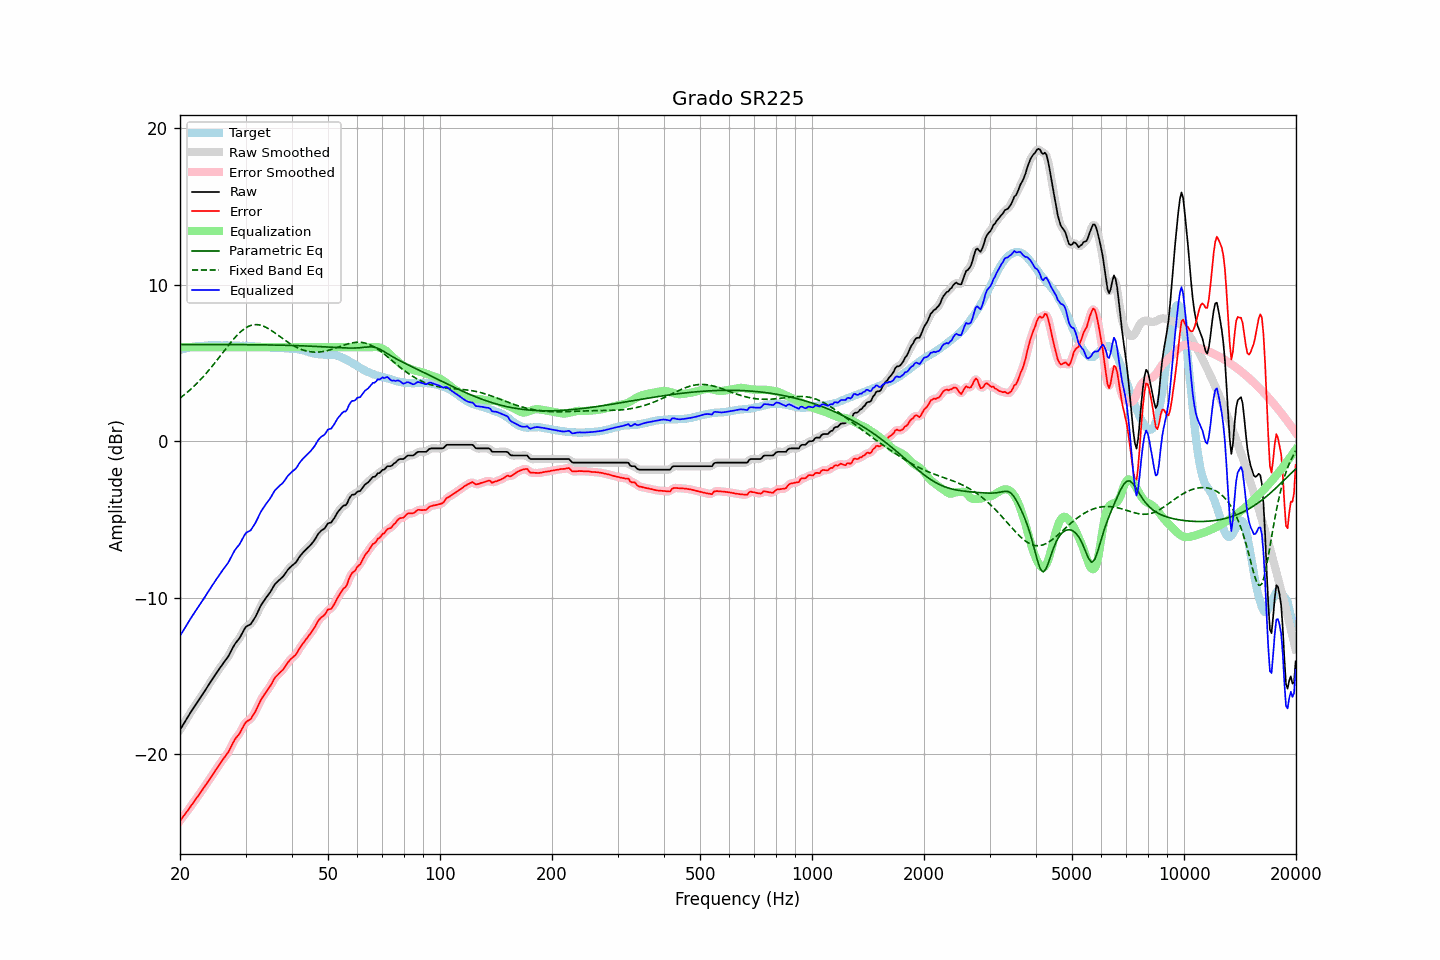 Grado SR225
Target
Raw Smoothed
Error Smoothed
Raw
Error
Equalization
Parametric Eq
Fixed Band Eq
Equalized
20
10
0
−10
−20
Amplitude (dBr)
20 50 100 200 500 1000 2000 5000 10000 20000
Frequency (Hz)